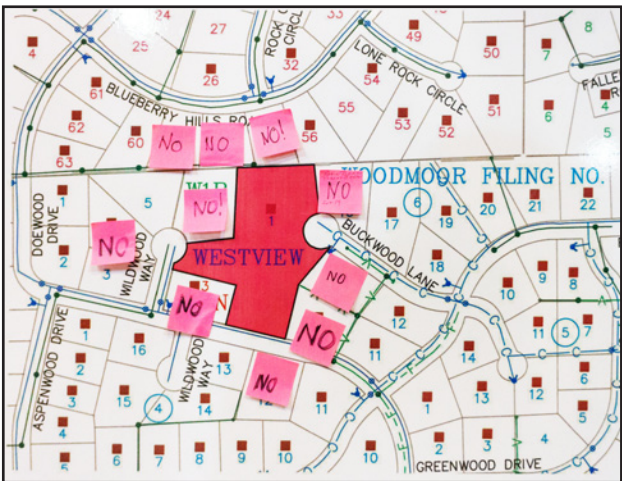 33
49
50
8
4
25
24
27
26
ROCK
CIRCLE
32
54
LONE ROCK CIRCLE
7
FALLE
61
BLUEBERRY HILLS RO
55
53
52
51
6
4
5
62
60
NO
NO
NO!
56
63
WOODMOOR FILING NO.
1
5
NO!
1
NO
17
6
19
20
21
22
DOEWOOD
DRIVE
2
3
NO
WILDWOOD
WAY
WESTVIEW
BUCKWOOD LANE
18
NO
10
9
8
3
N
NO
NO
12
11
11
5
7
ASPENWOOD DRIVE
1
2
3
4
5
16
15
4
WILDWOOD
WAY
13
14
NO
12
11
14
13
12
6
5
1
2
3
4
6
7
8
9
10
10
GREENWOOD DRIVE